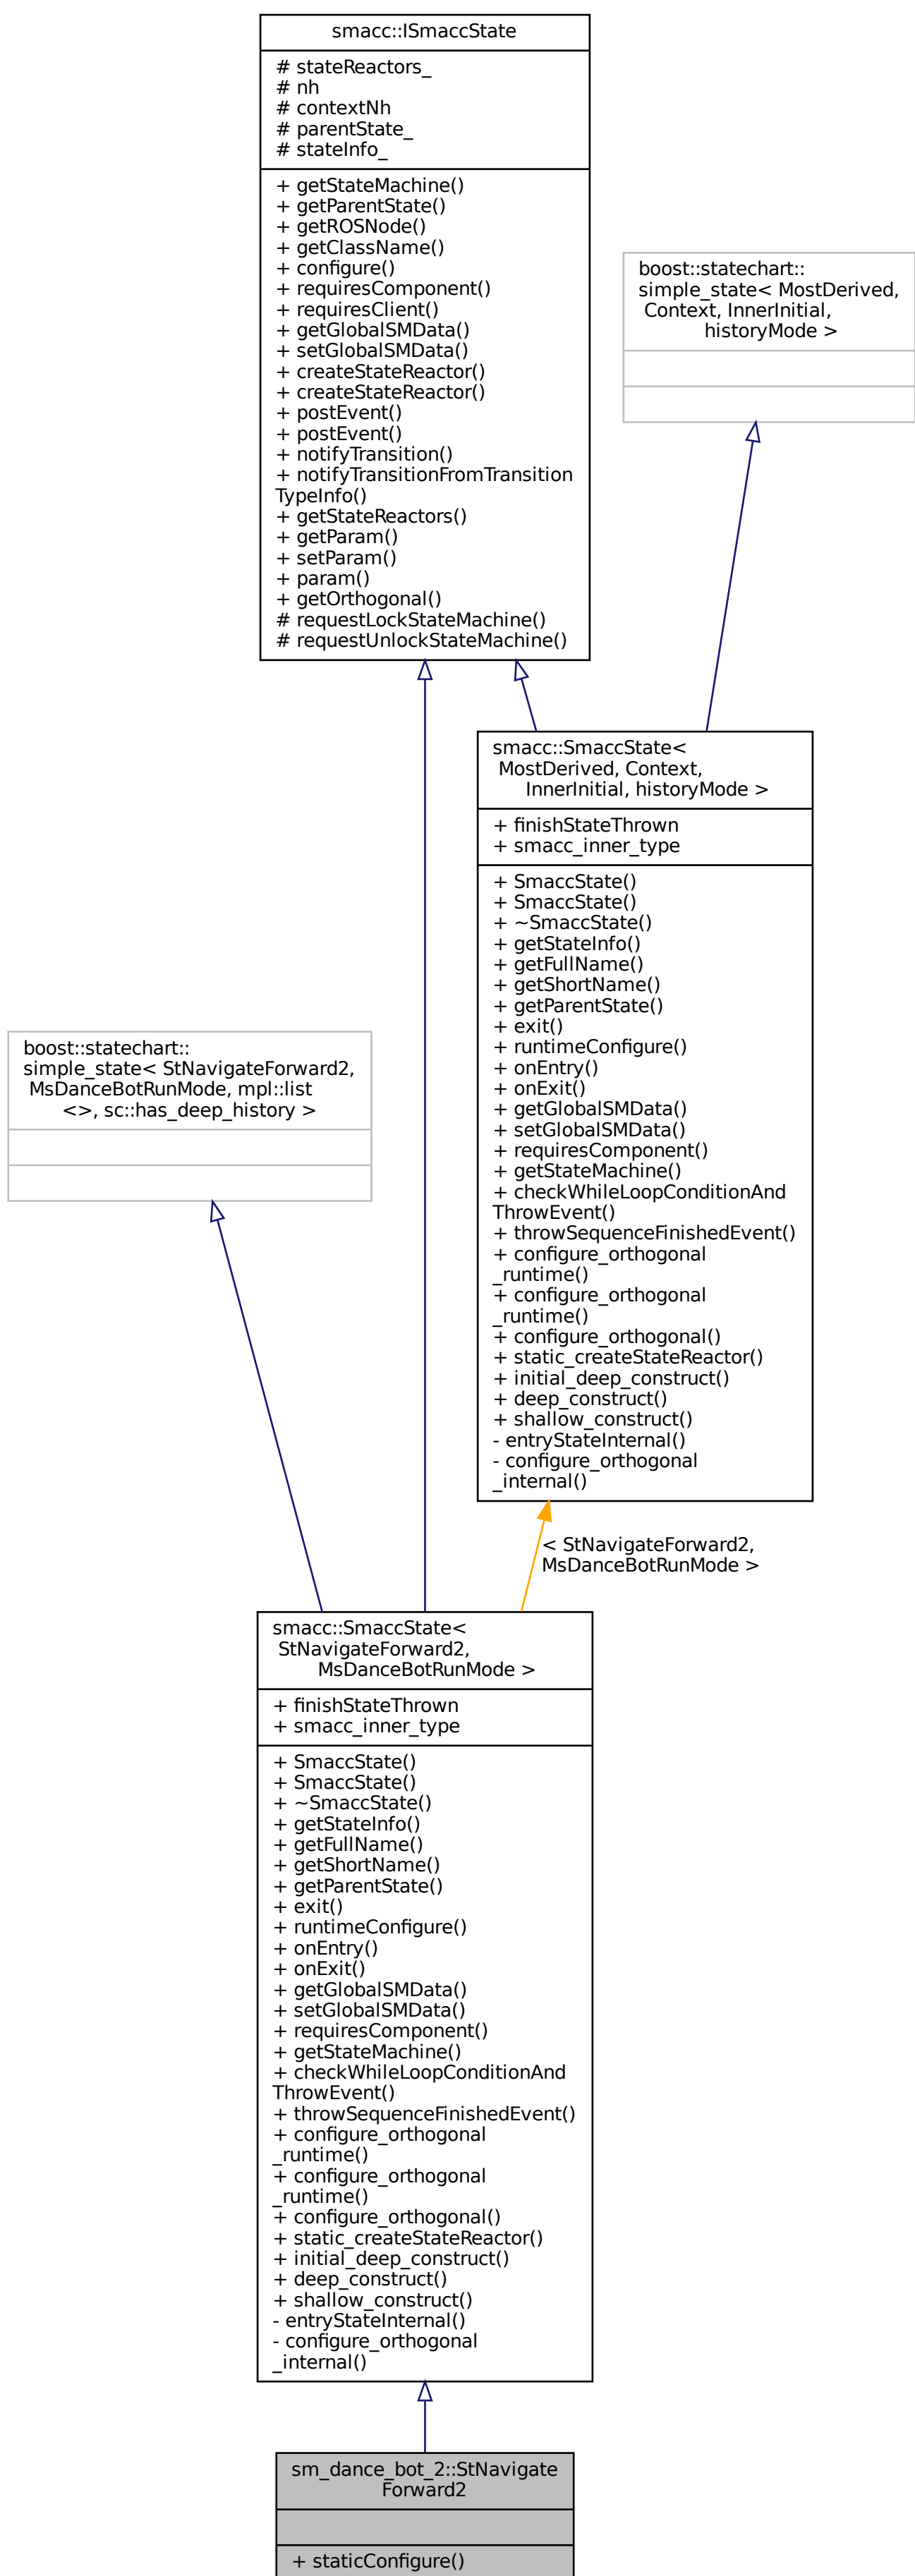 smacc::ISmaccState
# stateReactors_
# nh
# contextNh
# parentState_
# stateInfo_
+ getStateMachine()
+ getParentState()
+ getROSNode()
+ getClassName()
+ configure()
+ requiresComponent()
+ requiresClient()
+ getGlobalSMData()
+ setGlobalSMData()
+ createStateReactor()
+ createStateReactor()
+ postEvent()
+ postEvent()
+ notifyTransition()
+ notifyTransitionFromTransition
TypeInfo()
+ getStateReactors()
+ getParam()
+ setParam()
+ param()
+ getOrthogonal()
# requestLockStateMachine()
# requestUnlockStateMachine()
boost::statechart::
simple_state< MostDerived,
Context, InnerInitial,
historyMode >
smacc::SmaccState<
MostDerived, Context,
InnerInitial, historyMode >
+ finishStateThrown
+ smacc_inner_type
+ SmaccState()
+ SmaccState()
+ ~SmaccState()
+ getStateInfo()
+ getFullName()
+ getShortName()
+ getParentState()
+ exit()
+ runtimeConfigure()
+ onEntry()
+ onExit()
+ getGlobalSMData()
+ setGlobalSMData()
+ requiresComponent()
+ getStateMachine()
+ checkWhileLoopConditionAnd
ThrowEvent()
+ throwSequenceFinishedEvent()
+ configure_orthogonal
_runtime()
+ configure_orthogonal
_runtime()
+ configure_orthogonal()
+ static_createStateReactor()
+ initial_deep_construct()
+ deep_construct()
+ shallow_construct()
- entryStateInternal()
- configure_orthogonal
_internal()
boost::statechart::
simple_state< StNavigateForward2,
MsDanceBotRunMode, mpl::list
<>, sc::has_deep_history >
< StNavigateForward2,
MsDanceBotRunMode >
smacc::SmaccState<
StNavigateForward2,
MsDanceBotRunMode >
+ finishStateThrown
+ smacc_inner_type
+ SmaccState()
+ SmaccState()
+ ~SmaccState()
+ getStateInfo()
+ getFullName()
+ getShortName()
+ getParentState()
+ exit()
+ runtimeConfigure()
+ onEntry()
+ onExit()
+ getGlobalSMData()
+ setGlobalSMData()
+ requiresComponent()
+ getStateMachine()
+ checkWhileLoopConditionAnd
ThrowEvent()
+ throwSequenceFinishedEvent()
+ configure_orthogonal
_runtime()
+ configure_orthogonal
_runtime()
+ configure_orthogonal()
+ static_createStateReactor()
+ initial_deep_construct()
+ deep_construct()
+ shallow_construct()
- entryStateInternal()
- configure_orthogonal
_internal()
sm_dance_bot_2::StNavigate
Forward2
+ staticConfigure()